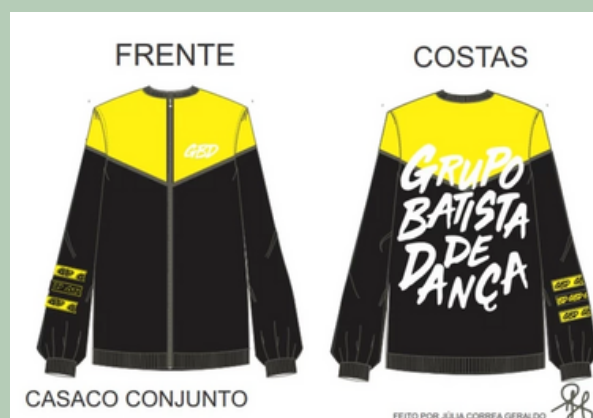 FRENTE
COSTAS
GBD
GRUPO
BATISTA
DE
DANÇA
CASACO CONJUNTO
FEITO POR JÚLIA CORREA GERALDO